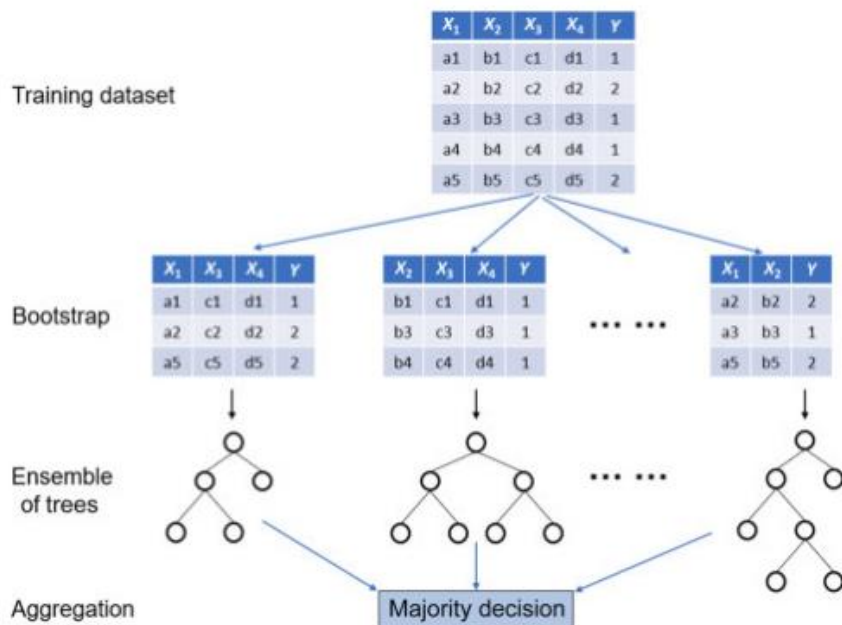 X₁ X₂ X₃ X₄ Y
a1 b1 c1 d1 1
a2 b2 c2 d2 2
a3 b3 c3 d3 1
a4 b4 c4 d4 1
a5 b5 c5 d5 2
Training dataset
X₁ X₃ X₄ Y
a1 c1 d1 1
a2 c2 d2 2
a5 c5 d5 2
X₂ X₃ X₄ Y
b1 c1 d1 1
b3 c3 d3 1
b4 c4 d4 1
... ...
X₁ X₂ Y
a2 b2 2
a3 b3 1
a5 b5 2
Bootstrap
Ensemble
of trees
... ...
Aggregation
Majority decision